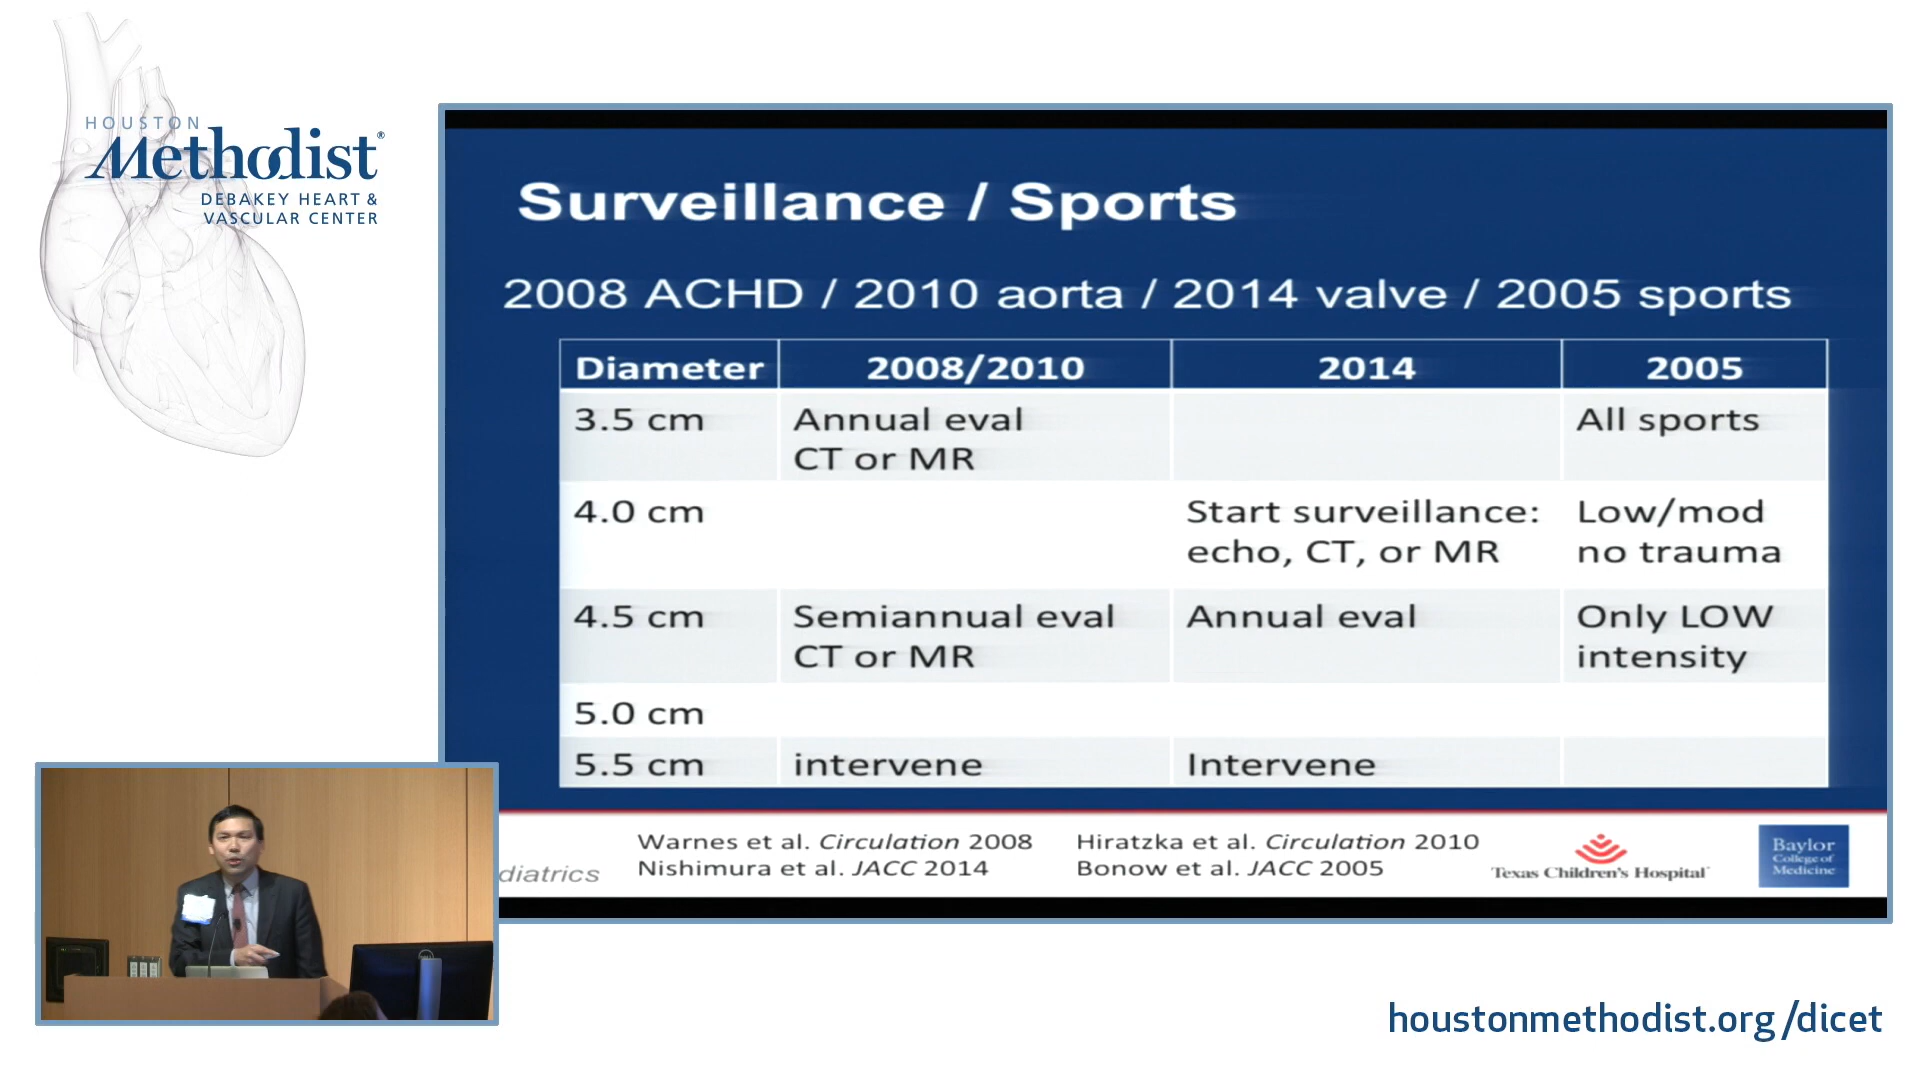 HOUSTON
Methodist®
DEBAKEY HEART &
VASCULAR CENTER
Surveillance / Sports
2008 ACHD / 2010 aorta / 2014 valve / 2005 sports
Diameter 2008/2010 2014 2005
3.5 cm Annual eval All sports
CT or MR
4.0 cm Start surveillance: Low/mod
echo, CT, or MR no trauma
4.5 cm Semiannual eval Annual eval Only LOW
CT or MR intensity
5.0 cm
5.5 cm intervene Intervene
Warnes et al. Circulation 2008 Hiratzka et al. Circulation 2010
Nishimura et al. JACC 2014 Bonow et al. JACC 2005
diatrics
Texas Children's Hospital
Baylor
College of
Medicine
houstonmethodist.org/dicet